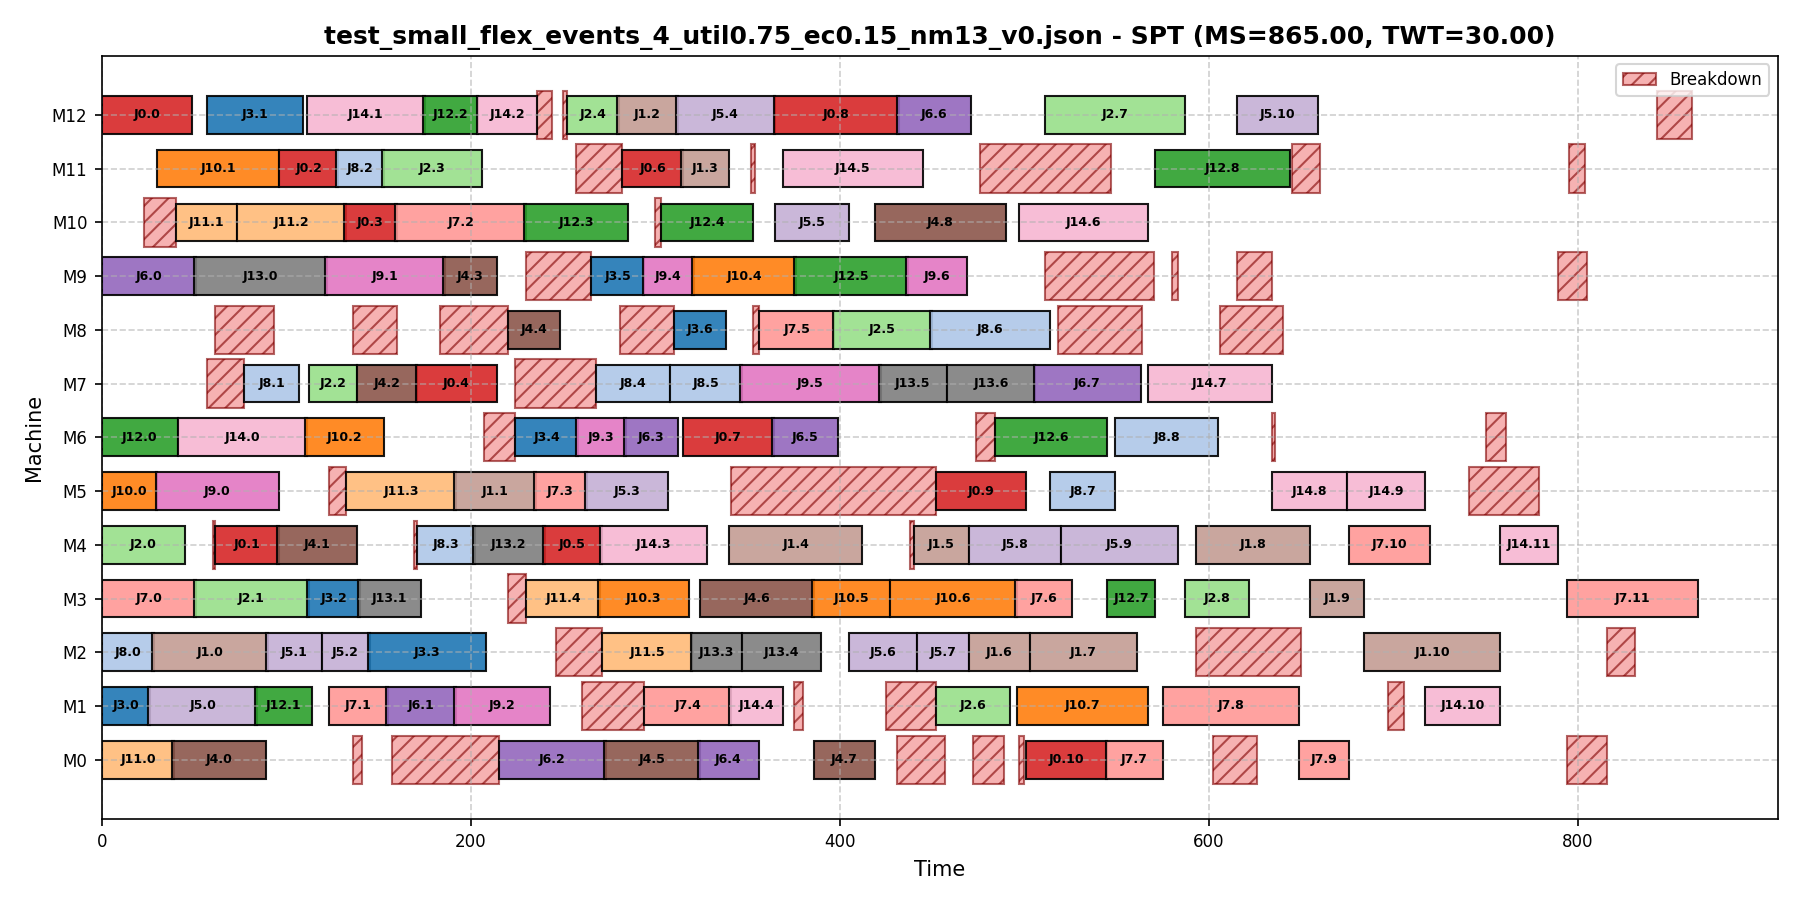 test_small_flex_events_4_util0.75_ec0.15_nm13_v0.json - SPT (MS=865.00, TWT=30.00)
Breakdown
M12 J0.0 J3.1 J14.1 J12.2 J14.2 J2.4 J1.2 J5.4 J0.8 J6.6 J2.7 J5.10
M11 J10.1 J0.2 J8.2 J2.3 J0.6 J1.3 J14.5 J12.8
M10 J11.1 J11.2 J0.3 J7.2 J12.3 J12.4 J5.5 J4.8 J14.6
M9 J6.0 J13.0 J9.1 J4.3 J3.5 J9.4 J10.4 J12.5 J9.6
M8 J4.4 J3.6 J7.5 J2.5 J8.6
M7 J8.1 J2.2 J4.2 J0.4 J8.4 J8.5 J9.5 J13.5 J13.6 J6.7 J14.7
M6 J12.0 J14.0 J10.2 J3.4 J9.3 J6.3 J0.7 J6.5 J12.6 J8.8
M5 J10.0 J9.0 J11.3 J1.1 J7.3 J5.3 J0.9 J8.7 J14.8 J14.9
M4 J2.0 J0.1 J4.1 J8.3 J13.2 J0.5 J14.3 J1.4 J1.5 J5.8 J5.9 J1.8 J7.10 J14.11
M3 J7.0 J2.1 J3.2 J13.1 J11.4 J10.3 J4.6 J10.5 J10.6 J7.6 J12.7 J2.8 J1.9 J7.11
M2 J8.0 J1.0 J5.1 J5.2 J3.3 J11.5 J13.3 J13.4 J5.6 J5.7 J1.6 J1.7 J1.10
M1 J3.0 J5.0 J12.1 J7.1 J6.1 J9.2 J7.4 J14.4 J2.6 J10.7 J7.8 J14.10
M0 J11.0 J4.0 J6.2 J4.5 J6.4 J4.7 J0.10 J7.7 J7.9
0 200 400 600 800
Time
Machine